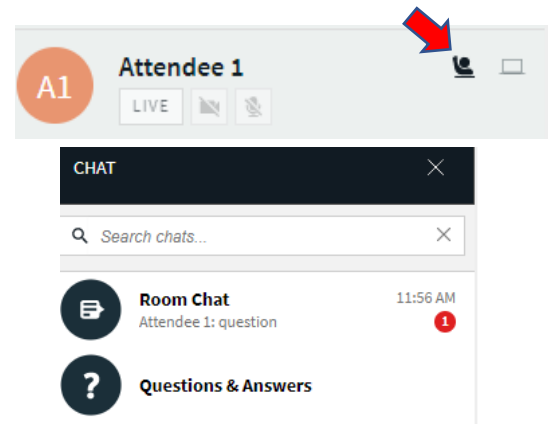 A1
Attendee 1
LIVE
CHAT
Search chats...
Room Chat
11:56 AM
Attendee 1: question
1
?
Questions & Answers